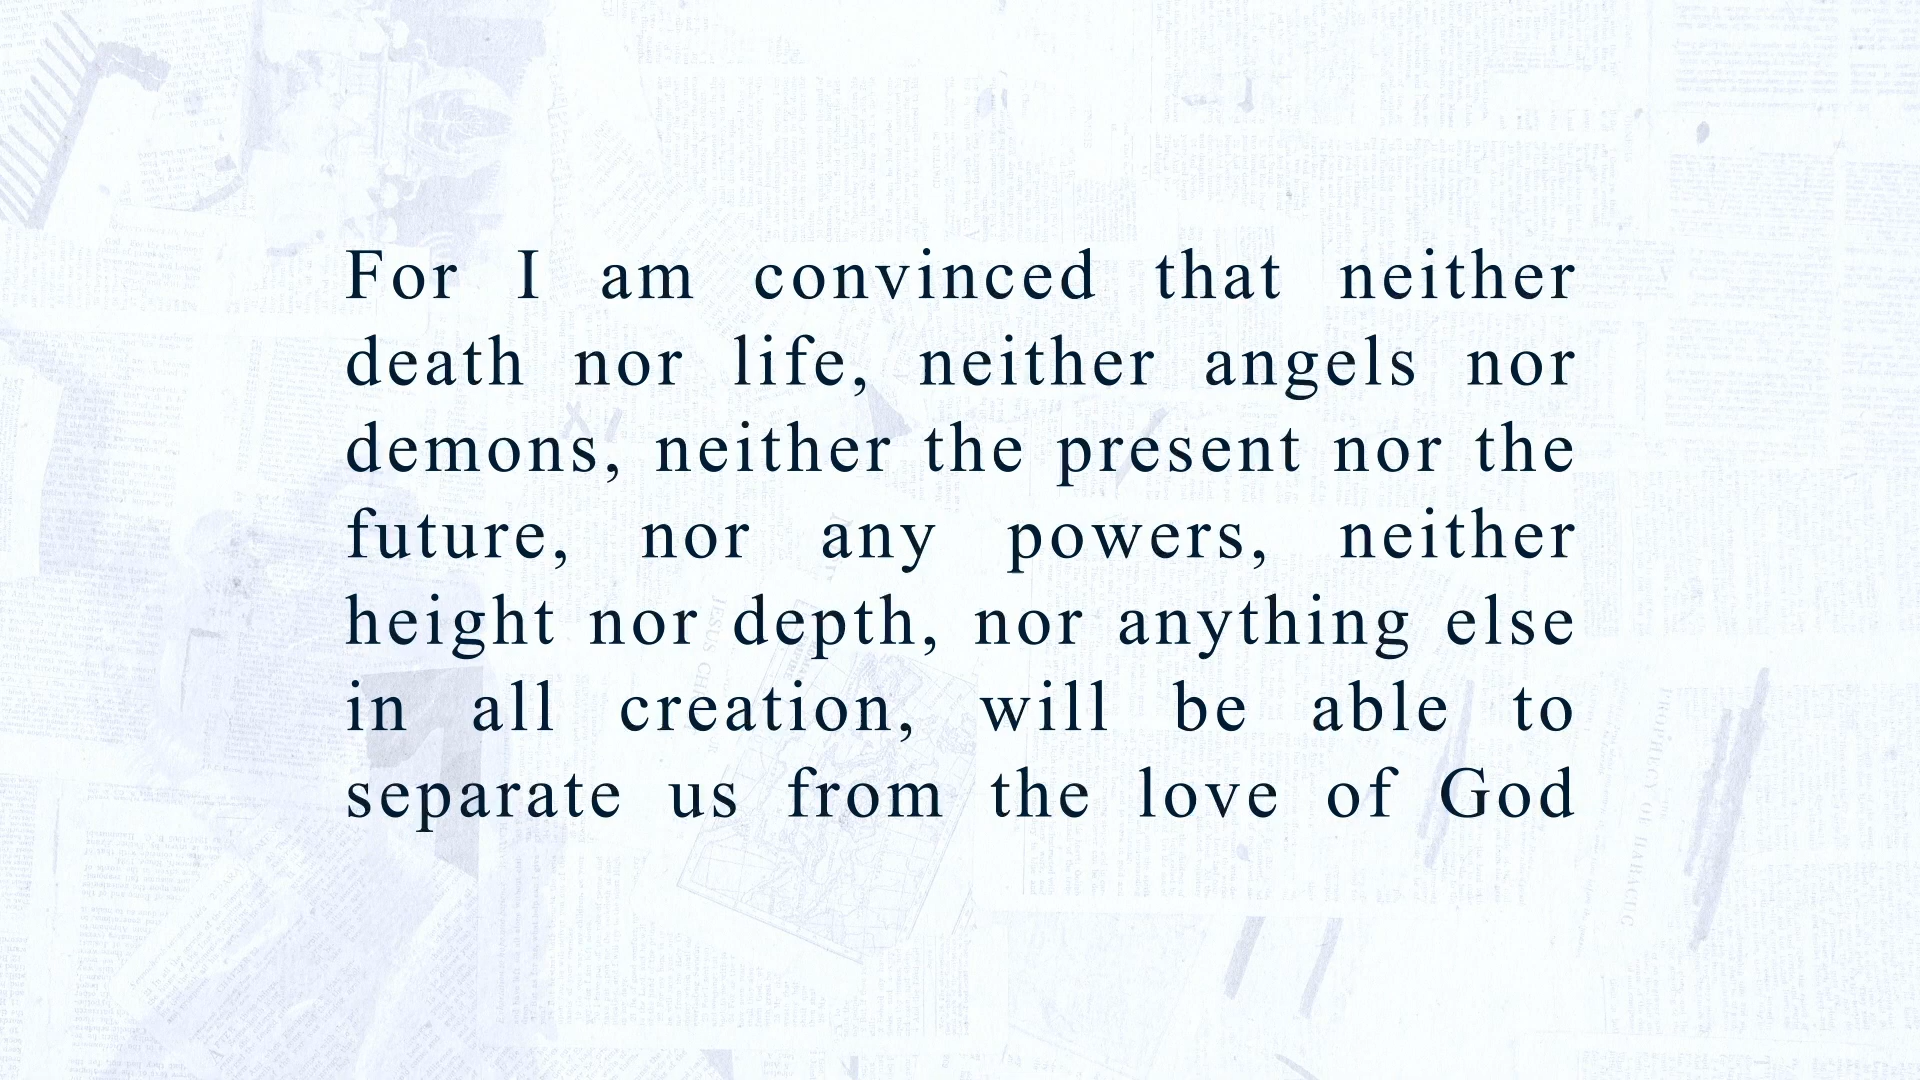 For I am convinced that neither
death nor life, neither angels nor
demons, neither the present nor the
future, nor any powers, neither
height nor depth, nor anything else
in all creation, will be able to
separate us from the love of God